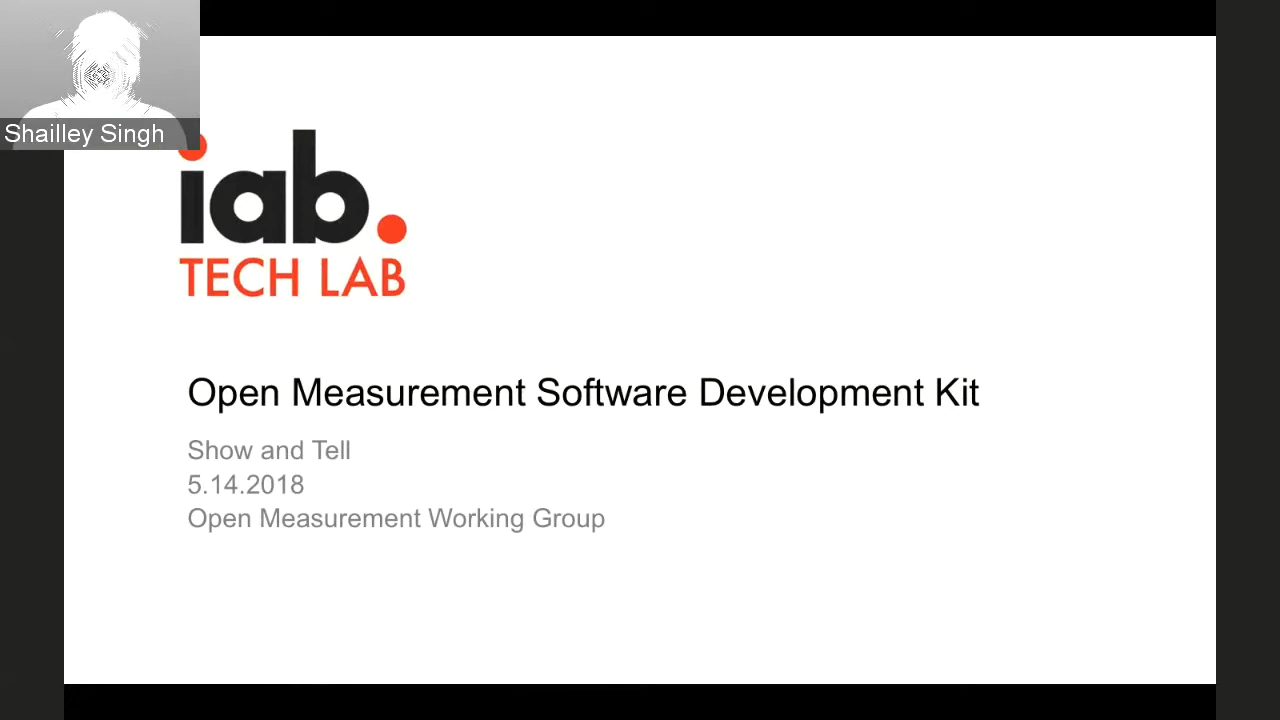 Shailley Singh
iab.
TECH LAB
Open Measurement Software Development Kit
Show and Tell
5.14.2018
Open Measurement Working Group